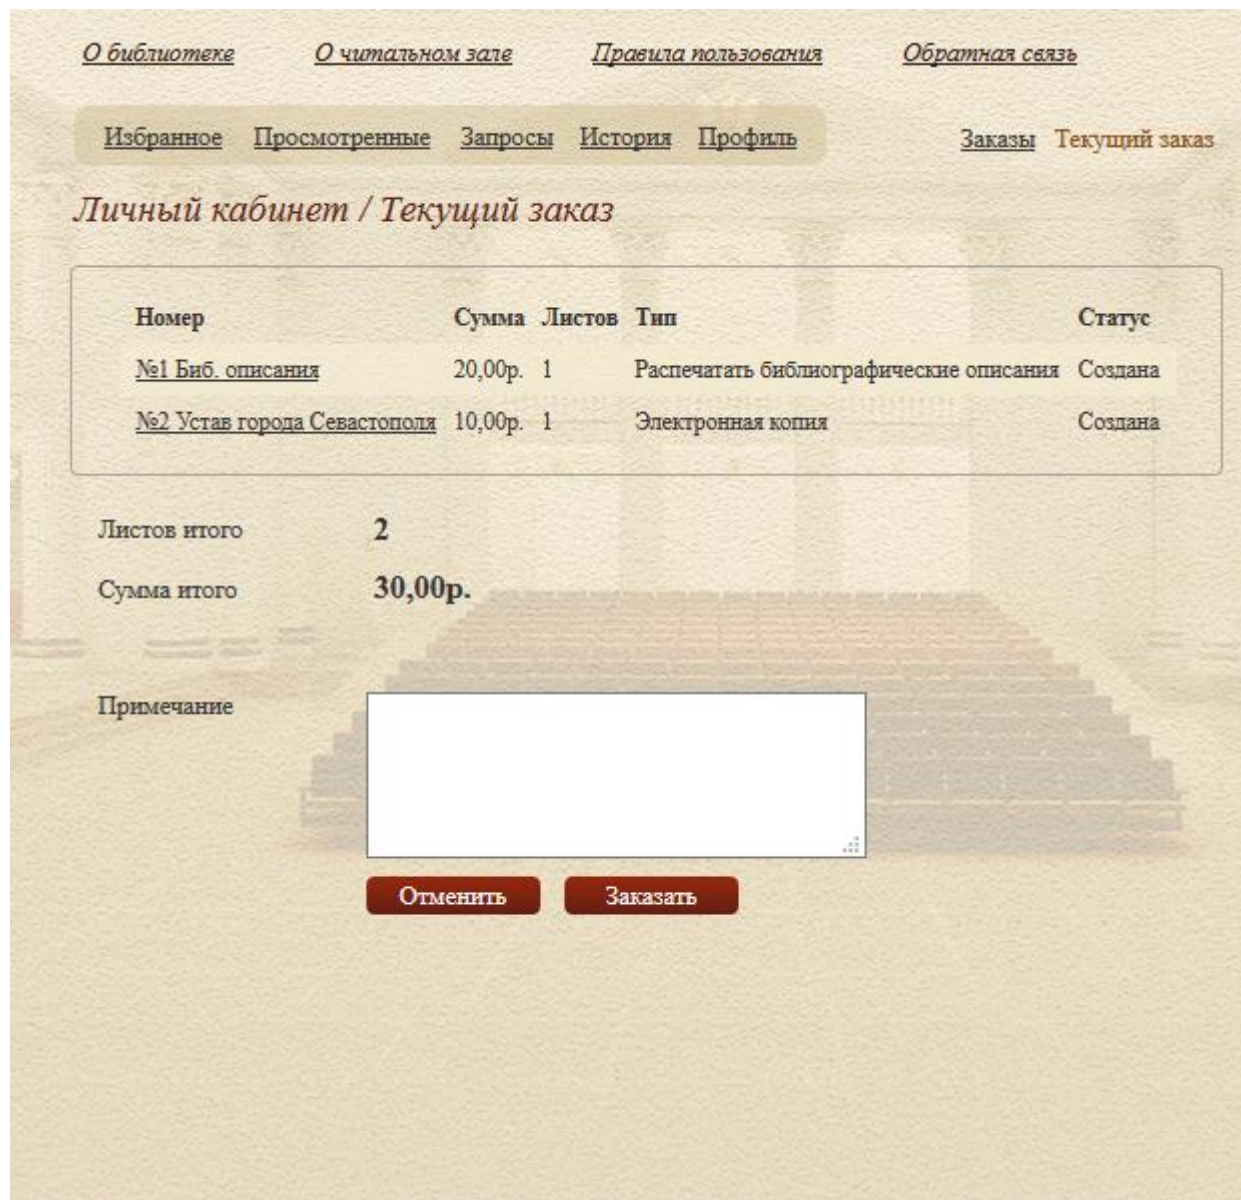 О библиотеке О читальном зале Правила пользования Обратная связь
Избранное Просмотренные Запросы История Профиль Заказы Текущий заказ
Личный кабинет / Текущий заказ
Номер Сумма Листов Тип Статус
№1 Биб. описания 20,00р. 1 Распечатать библиографические описания Создана
№2 Устав города Севастополя 10,00р. 1 Электронная копия Создана
Листов итого 2
Сумма итого 30,00р.
Примечание
Отменить Заказать